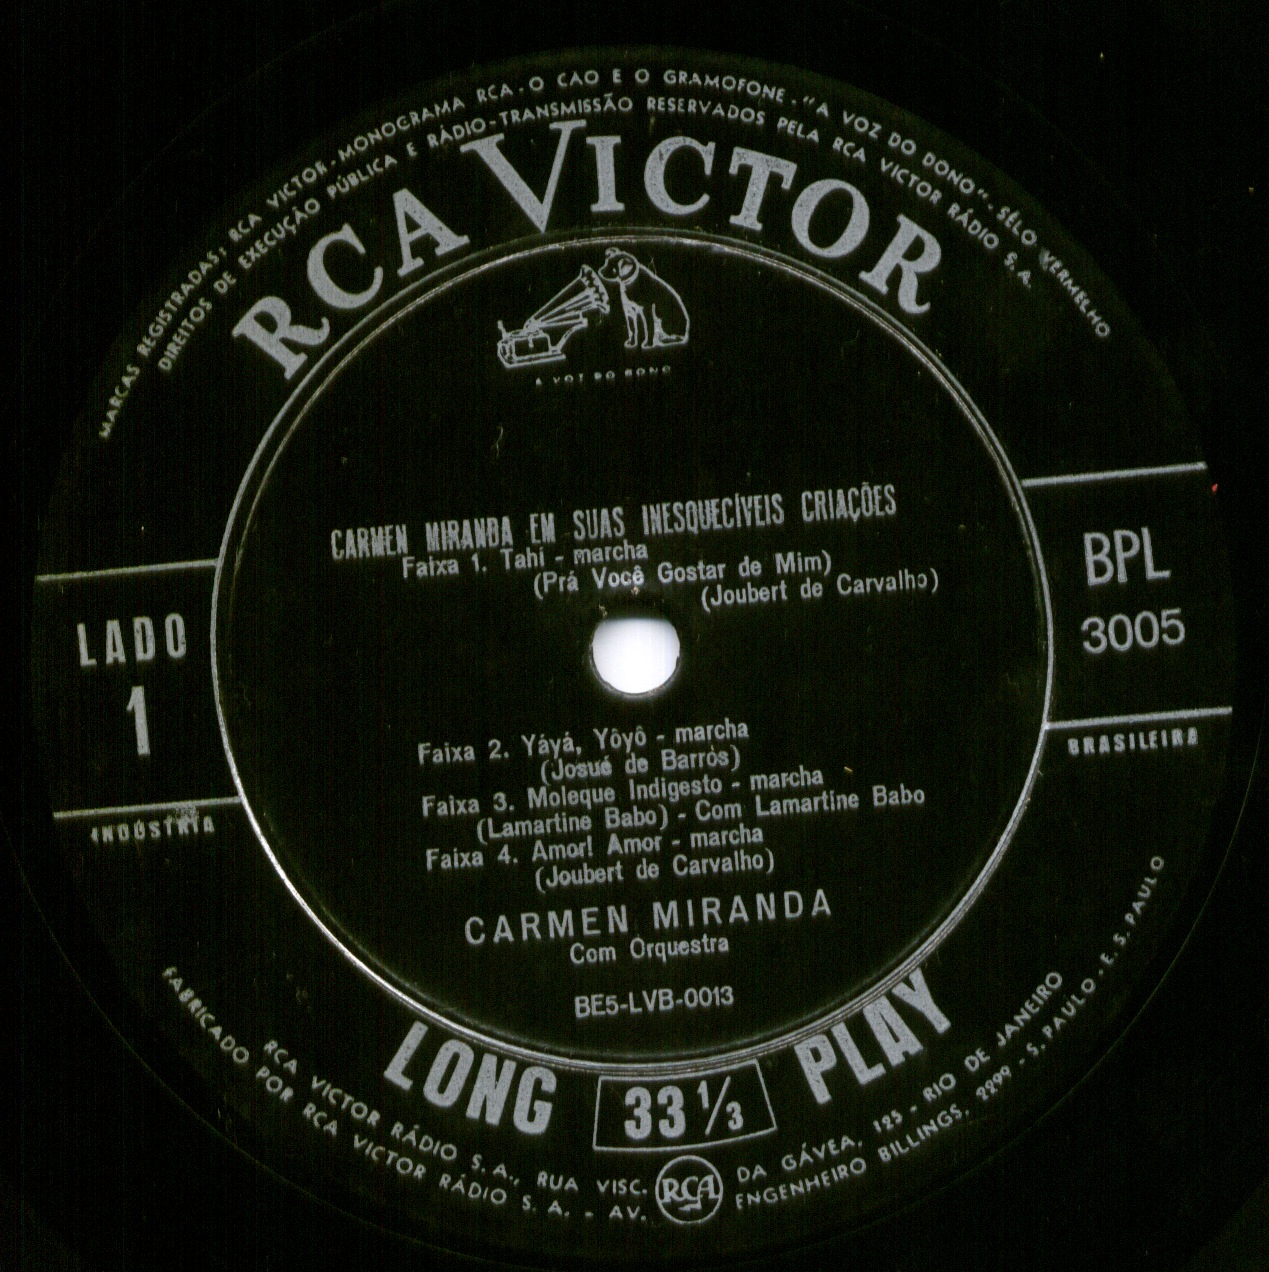 MARCAS REGISTRADAS; RCA VICTOR - MONOGRAMA RCA - O CAO E O GRAMOFONE - "A VOZ DO DONO". SÊLO VERMELHO
DIREITOS DE EXECUÇÃO PÚBLICA E RÁDIO-TRANSMISSÃO RESERVADOS PELA RCA VICTOR RÁDIO S.A.
RCA VICTOR
A VOZ DO DONO
CARMEN MIRANDA EM SUAS INESQUECÍVEIS CRIAÇÕES
Faixa 1. Tahi - marcha
(Prá Você Gostar de Mim)
(Joubert de Carvalho)
LADO
1
INDÚSTRIA
BPL
3005
BRASILEIRA
Faixa 2. Yáyá, Yôyô - marcha
(Josué de Barros)
Faixa 3. Moleque Indigesto - marcha
(Lamartine Babo) - Com Lamartine Babo
Faixa 4. Amor! Amor - marcha
(Joubert de Carvalho)
CARMEN MIRANDA
Com Orquestra
BE5-LVB-0013
LONG 33 1/3 PLAY
RCA VICTOR RÁDIO S.A., RUA VISC. DA GÁVEA, 125 - RIO DE JANEIRO
FABRICADO POR RCA VICTOR RÁDIO S.A. - AV. ENGENHEIRO BILLINGS, 2299 - S. PAULO - E. S. PAULO
RCA